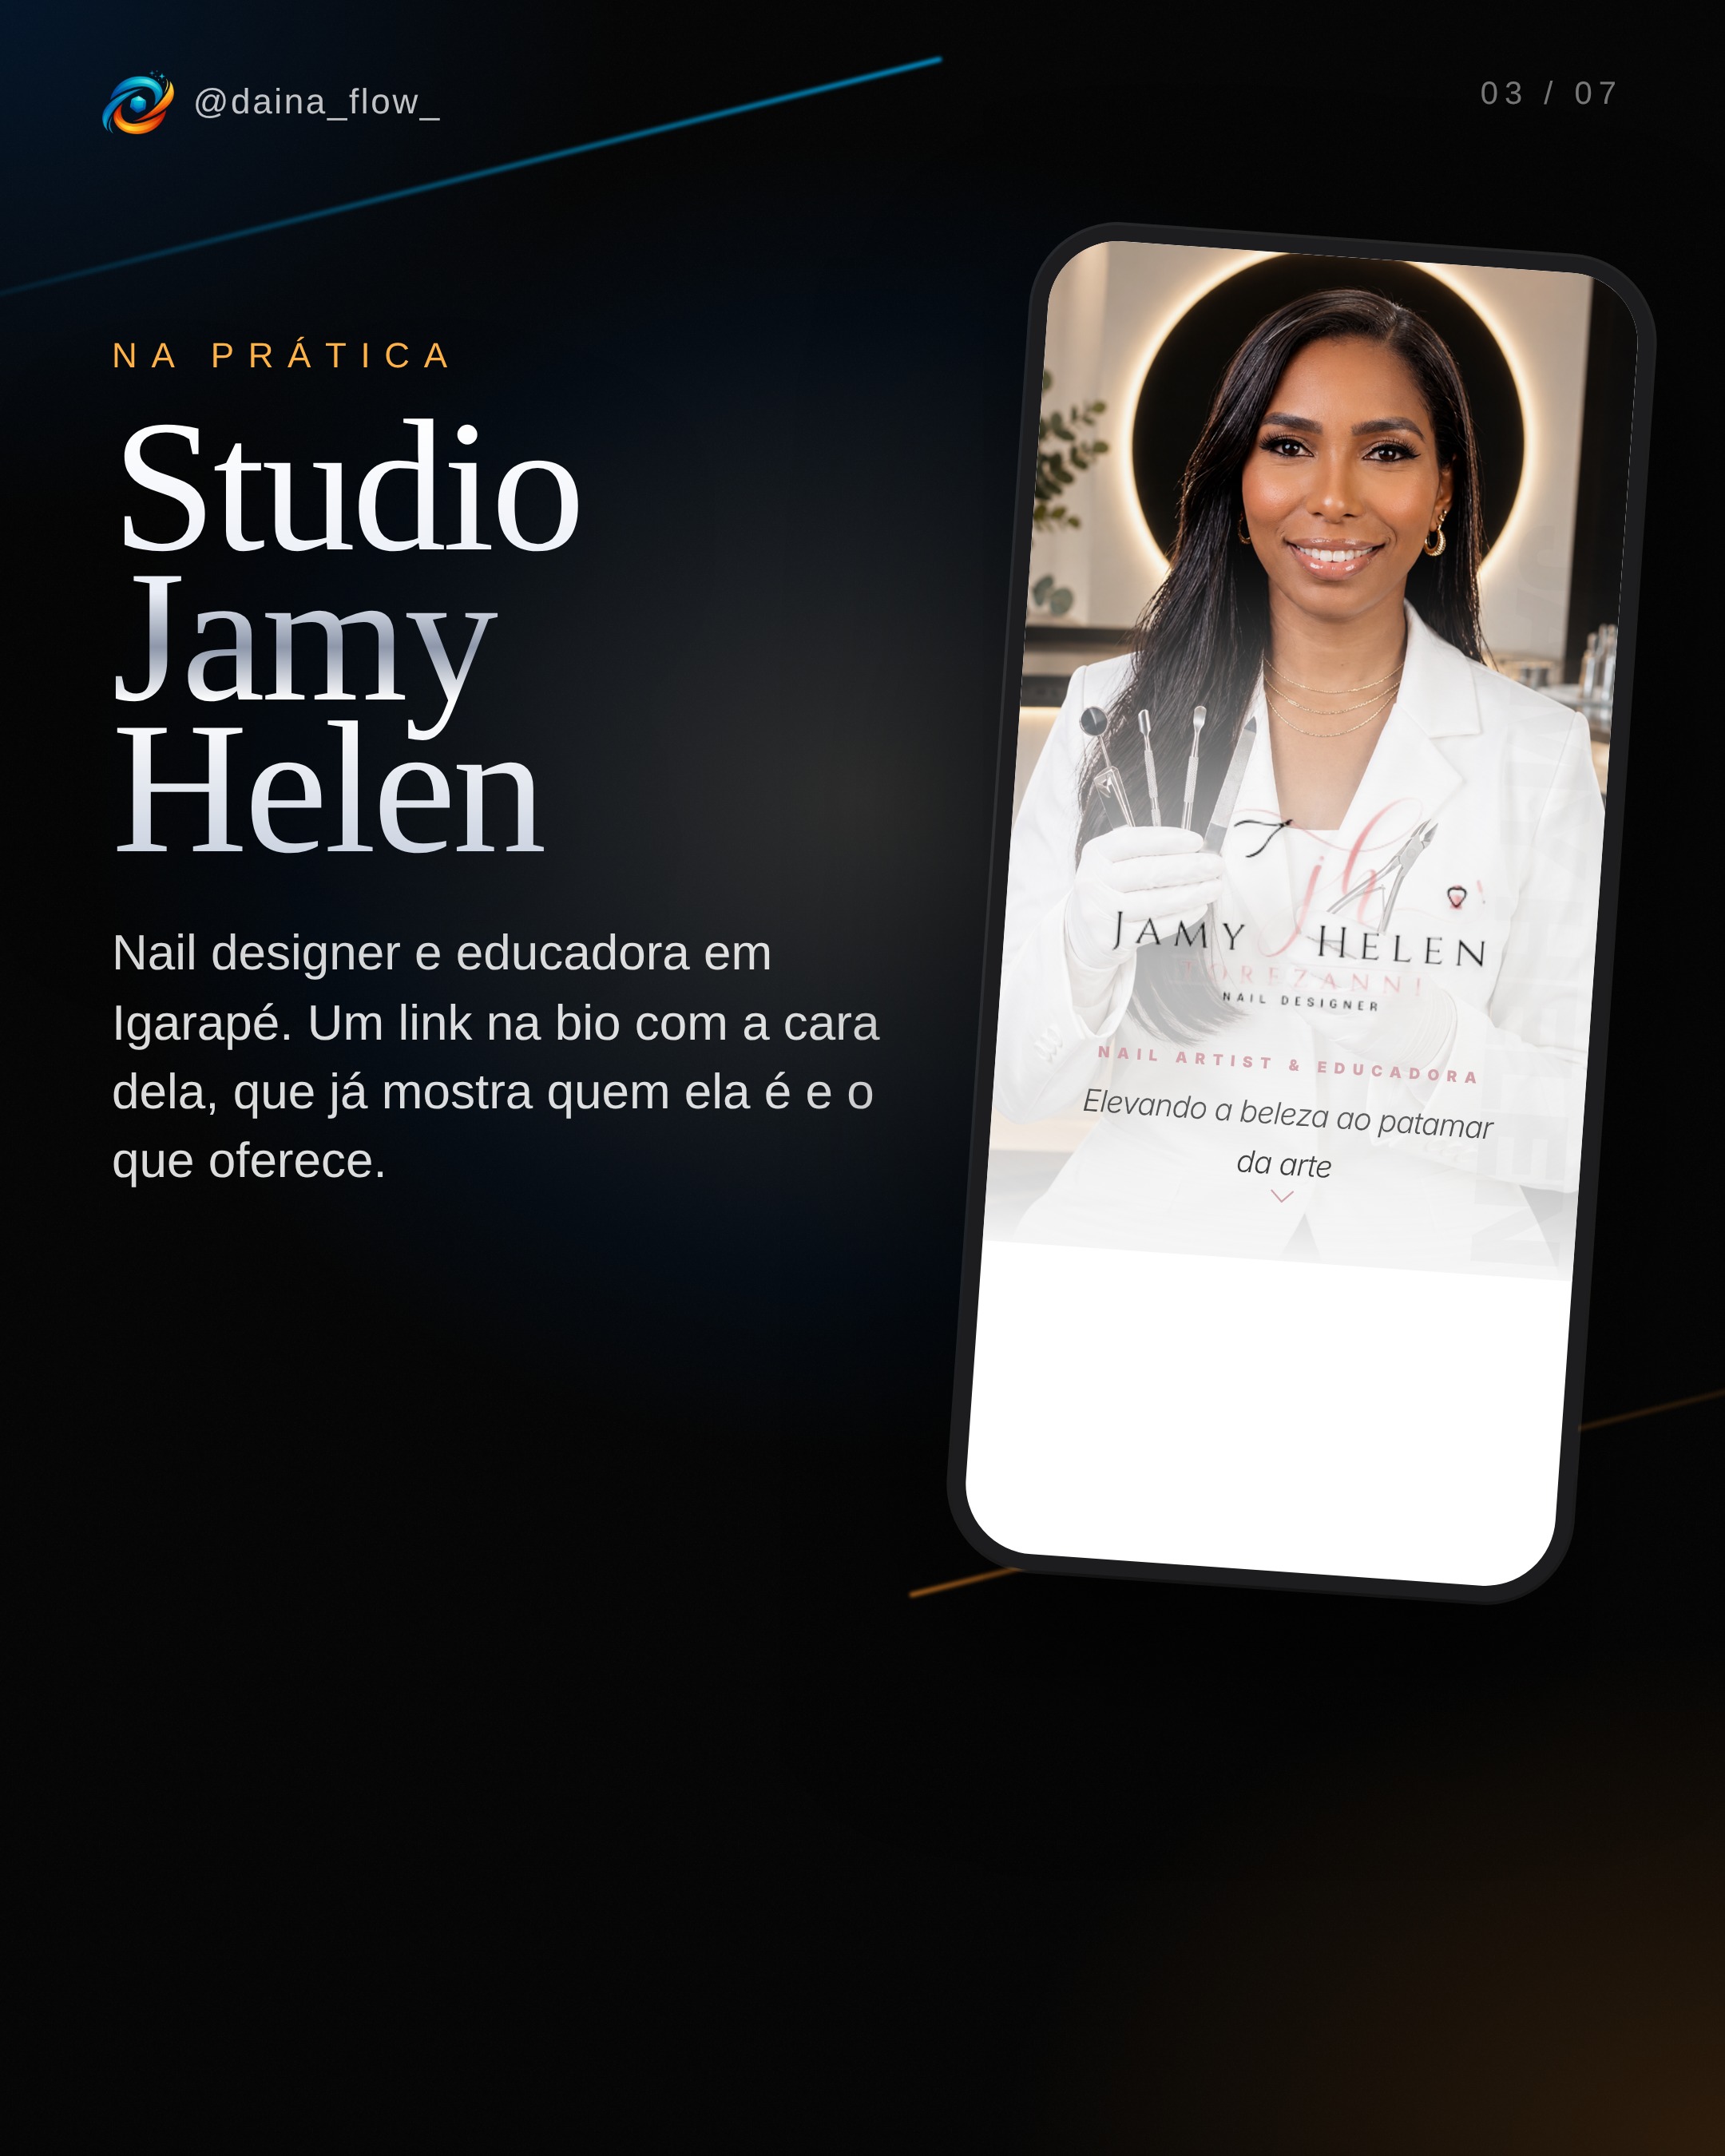 @daina_flow_
03 / 07
NA PRÁTICA
Studio
Jamy
Helen
Nail designer e educadora em
Igarapé. Um link na bio com a cara
dela, que já mostra quem ela é e o
que oferece.
jh
JAMY HELEN
NAIL DESIGNER
NAIL ARTIST & EDUCADORA
Elevando a beleza ao patamar
da arte